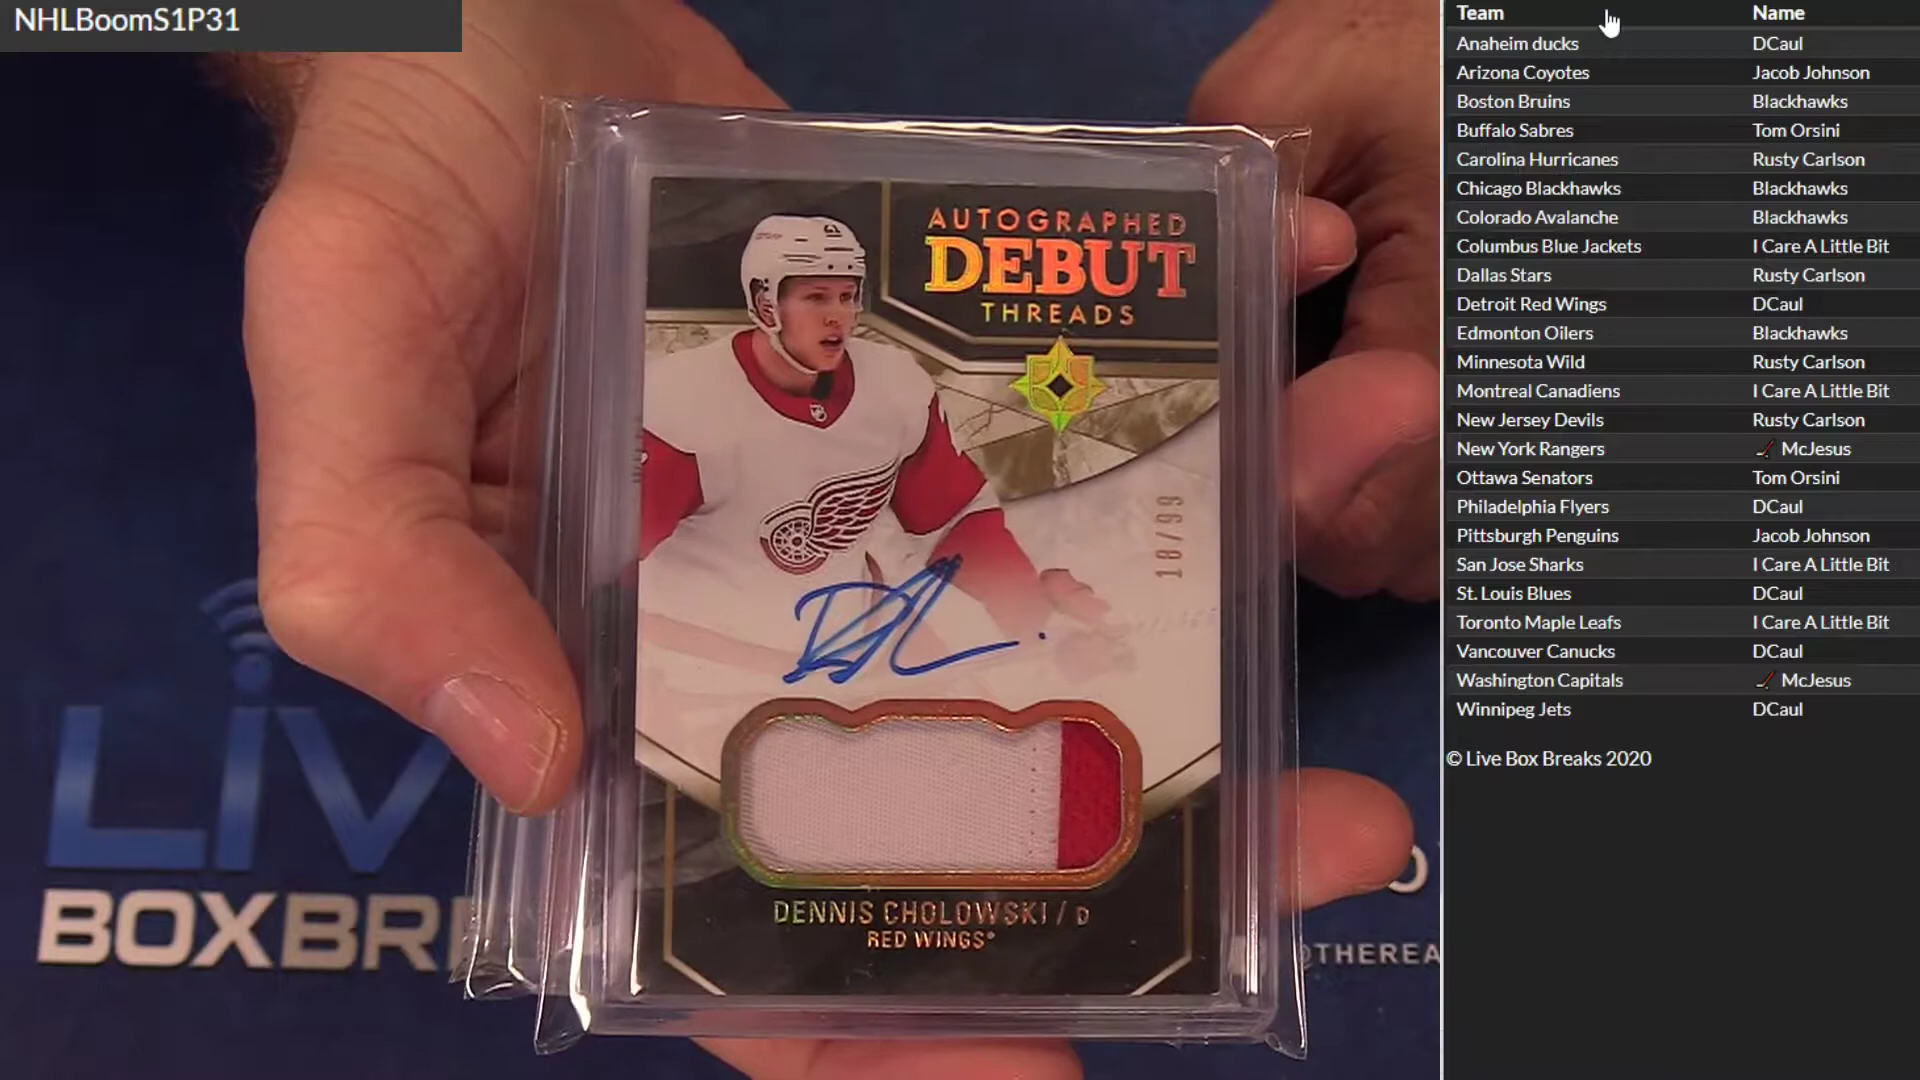 NHLBoomS1P31
AUTOGRAPHED
DEBUT
THREADS
18/99
DENNIS CHOLOWSKI / D
RED WINGS
LIV
BOXBRE
@THEREA
Team Name
Anaheim ducks DCaul
Arizona Coyotes Jacob Johnson
Boston Bruins Blackhawks
Buffalo Sabres Tom Orsini
Carolina Hurricanes Rusty Carlson
Chicago Blackhawks Blackhawks
Colorado Avalanche Blackhawks
Columbus Blue Jackets I Care A Little Bit
Dallas Stars Rusty Carlson
Detroit Red Wings DCaul
Edmonton Oilers Blackhawks
Minnesota Wild Rusty Carlson
Montreal Canadiens I Care A Little Bit
New Jersey Devils Rusty Carlson
New York Rangers McJesus
Ottawa Senators Tom Orsini
Philadelphia Flyers DCaul
Pittsburgh Penguins Jacob Johnson
San Jose Sharks I Care A Little Bit
St. Louis Blues DCaul
Toronto Maple Leafs I Care A Little Bit
Vancouver Canucks DCaul
Washington Capitals McJesus
Winnipeg Jets DCaul
© Live Box Breaks 2020